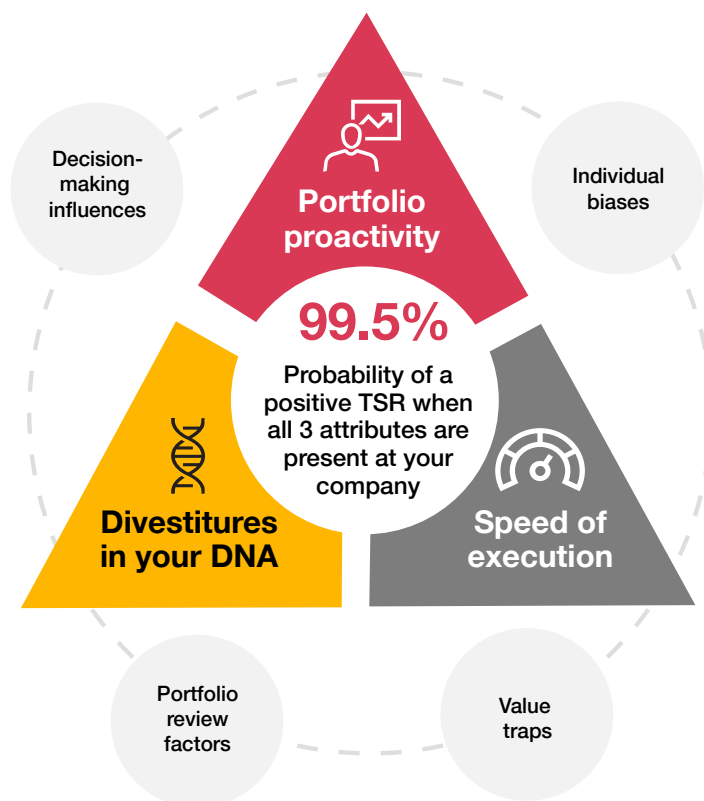 Decision-
making
influences
Individual
biases
Portfolio
proactivity
99.5%
Probability of a
positive TSR when
all 3 attributes are
present at your
company
Divestitures
in your DNA
Speed of
execution
Portfolio
review
factors
Value
traps